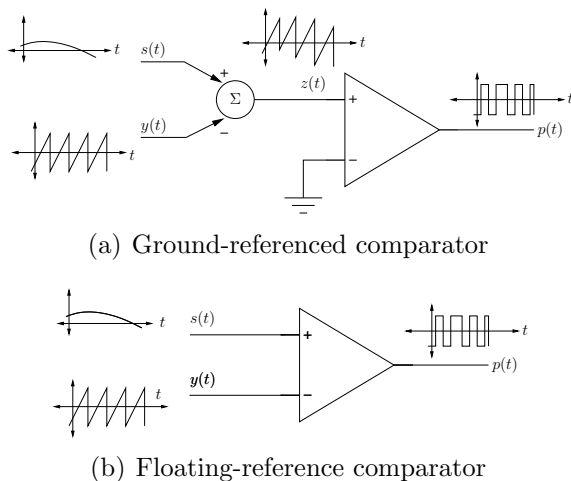 t
s(t)
+
Σ
−
y(t)
t
t
z(t)
+
−
t
p(t)
(a) Ground-referenced comparator
t
s(t)
+
y(t)
−
t
t
p(t)
(b) Floating-reference comparator